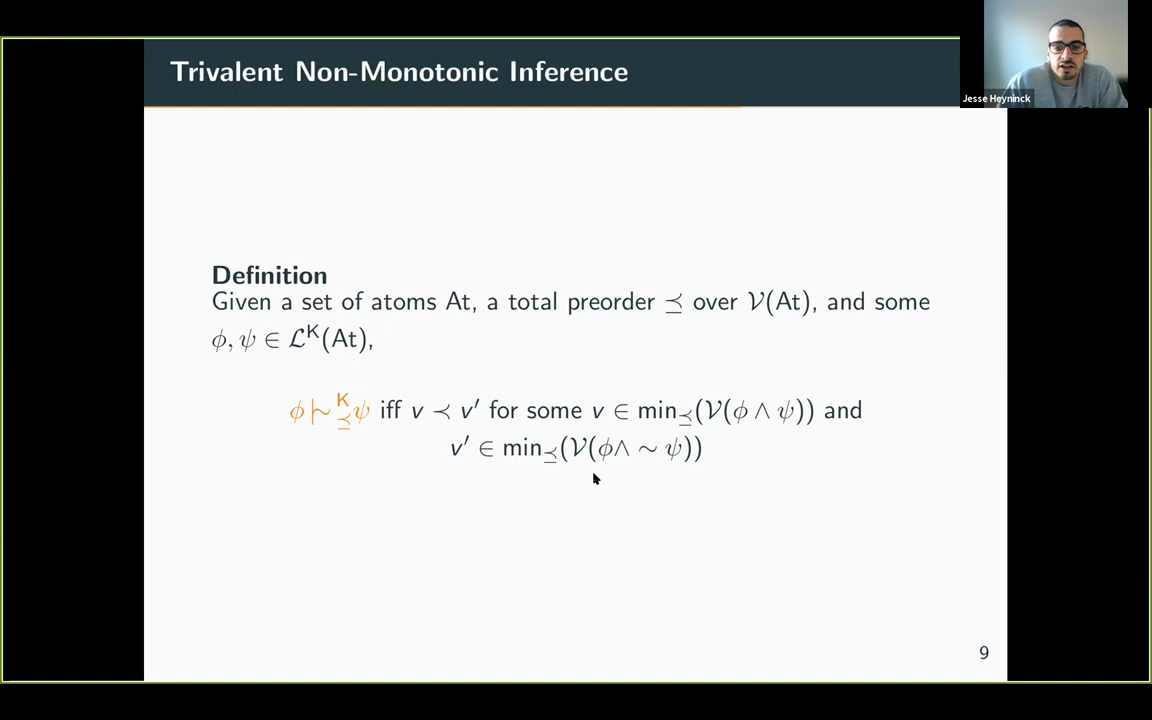 Trivalent Non-Monotonic Inference
Jesse Heyninck
Definition
Given a set of atoms At, a total preorder ⪯ over 𝒱(At), and some
ϕ, ψ ∈ ℒᴷ(At),
ϕ |∼ᴷ_⪯ ψ iff v ≺ v′ for some v ∈ min_⪯(𝒱(ϕ ∧ ψ)) and
v′ ∈ min_⪯(𝒱(ϕ∧ ∼ ψ))
9